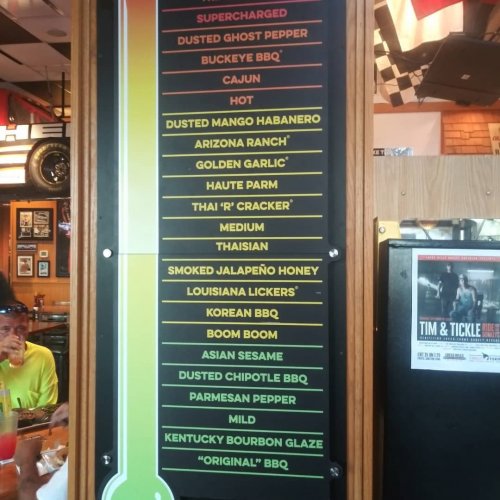 SUPERCHARGED
DUSTED GHOST PEPPER
BUCKEYE BBQ®
CAJUN
HOT
DUSTED MANGO HABANERO
ARIZONA RANCH®
GOLDEN GARLIC®
HAUTE PARM
THAI 'R' CRACKER®
MEDIUM
THAISIAN
SMOKED JALAPEÑO HONEY
LOUISIANA LICKERS®
KOREAN BBQ
BOOM BOOM
ASIAN SESAME
DUSTED CHIPOTLE BBQ
PARMESAN PEPPER
MILD
KENTUCKY BOURBON GLAZE
"ORIGINAL" BBQ
TIM & TICKLE